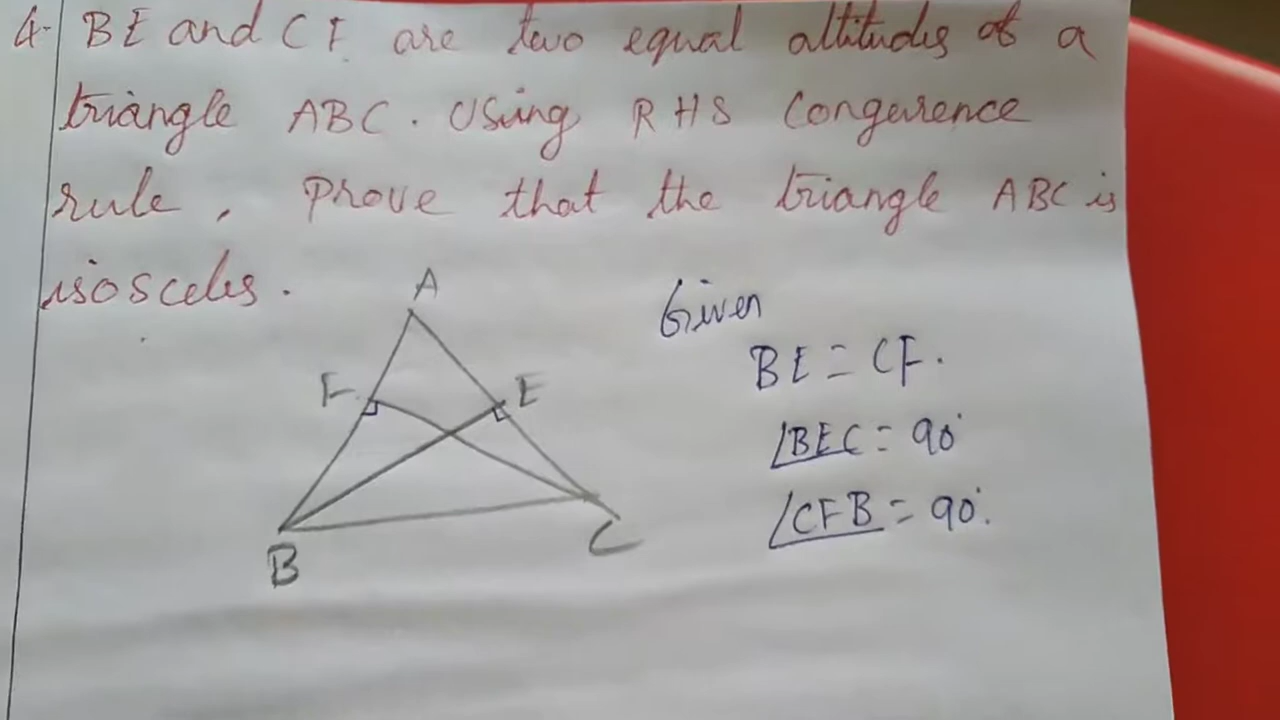 4. BE and CF are two equal altitudes of a
triangle ABC. Using RHS Congurence
rule, Prove that the triangle ABC is
isosceles.
A
Given
BE = CF.
F E
∠BEC = 90°
∠CFB = 90°.
B C